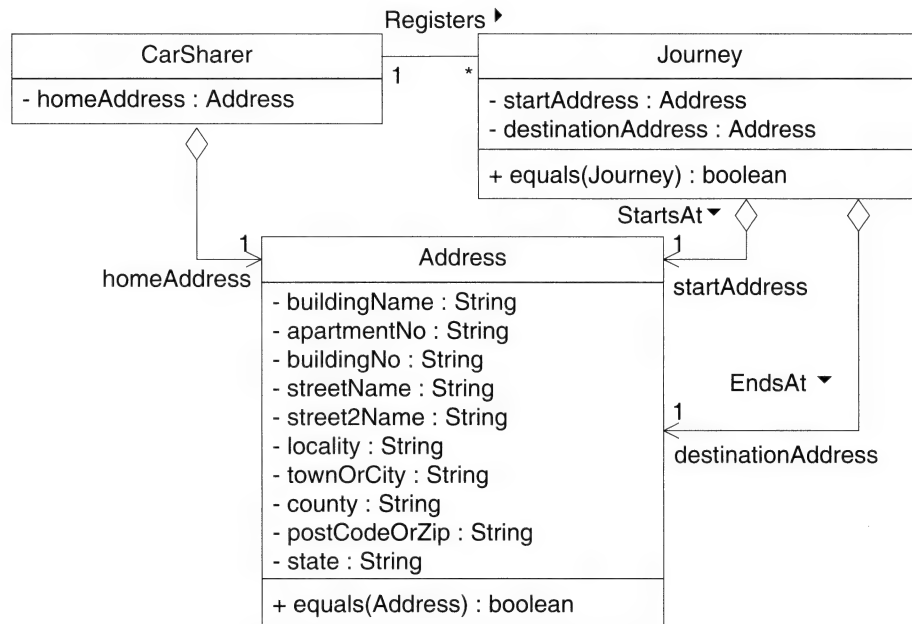 Registers
CarSharer
- homeAddress : Address
1
*
Journey
- startAddress : Address
- destinationAddress : Address
+ equals(Journey) : boolean
StartsAt
1
homeAddress
1
startAddress
Address
- buildingName : String
- apartmentNo : String
- buildingNo : String
- streetName : String
- street2Name : String
- locality : String
- townOrCity : String
- county : String
- postCodeOrZip : String
- state : String
+ equals(Address) : boolean
EndsAt
1
destinationAddress